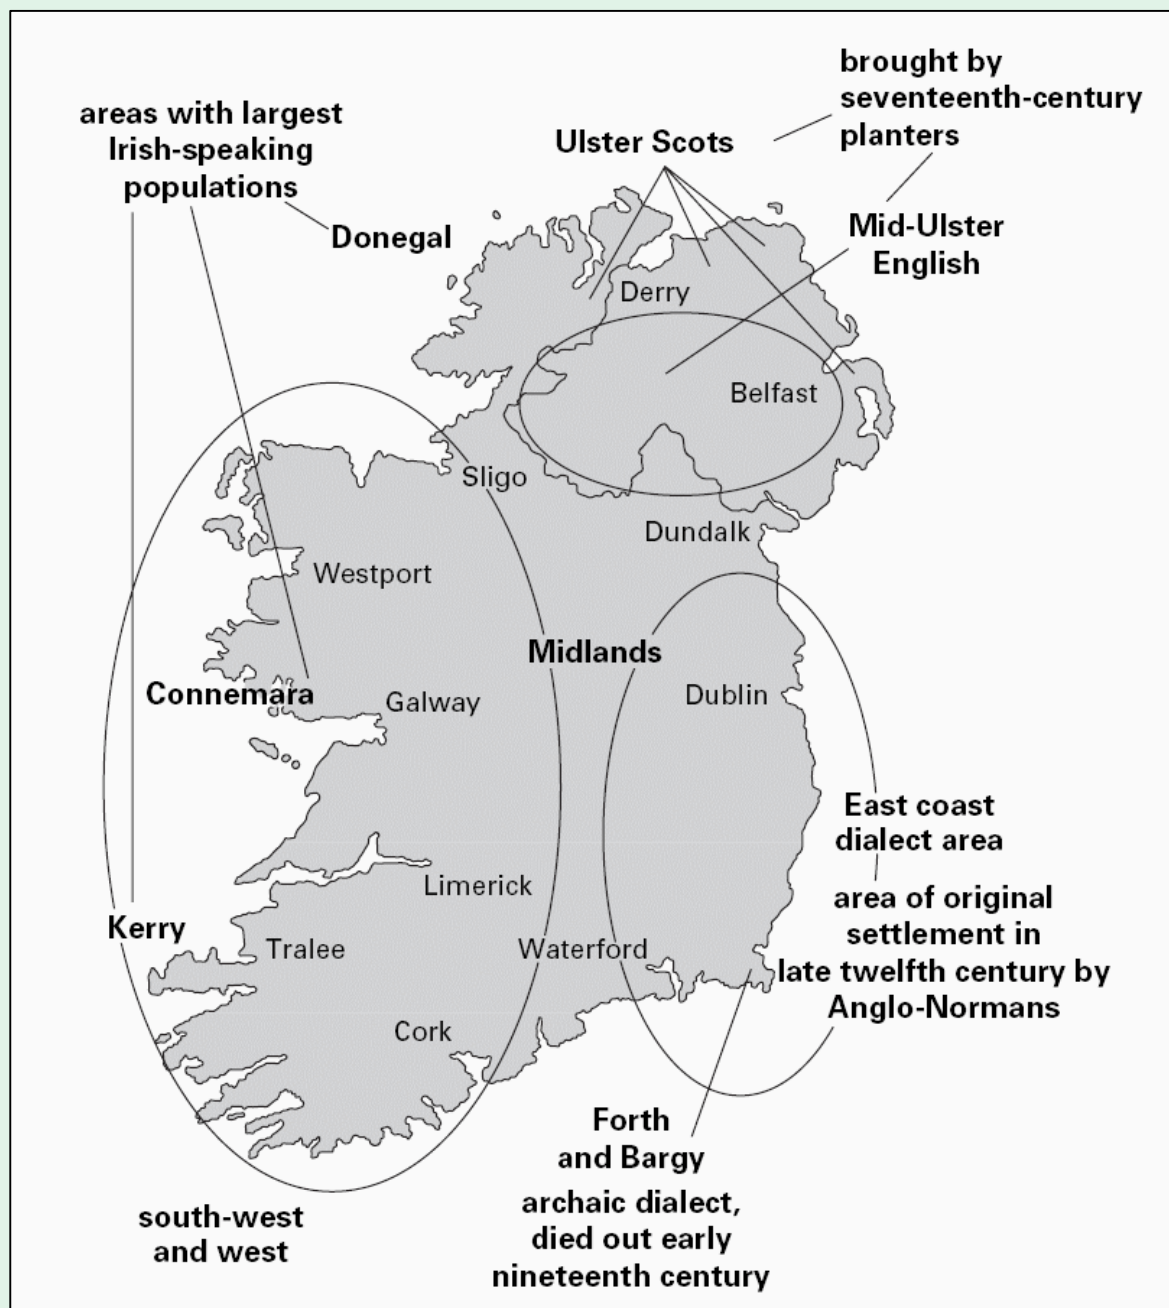 brought by
seventeenth-century
planters
areas with largest
Irish-speaking
populations
Ulster Scots
Donegal
Mid-Ulster
English
Derry
Belfast
Sligo
Dundalk
Westport
Midlands
Connemara
Galway
Dublin
East coast
dialect area
Limerick
area of original
settlement in
late twelfth century by
Anglo-Normans
Kerry
Tralee
Waterford
Cork
Forth
and Bargy
archaic dialect,
died out early
nineteenth century
south-west
and west